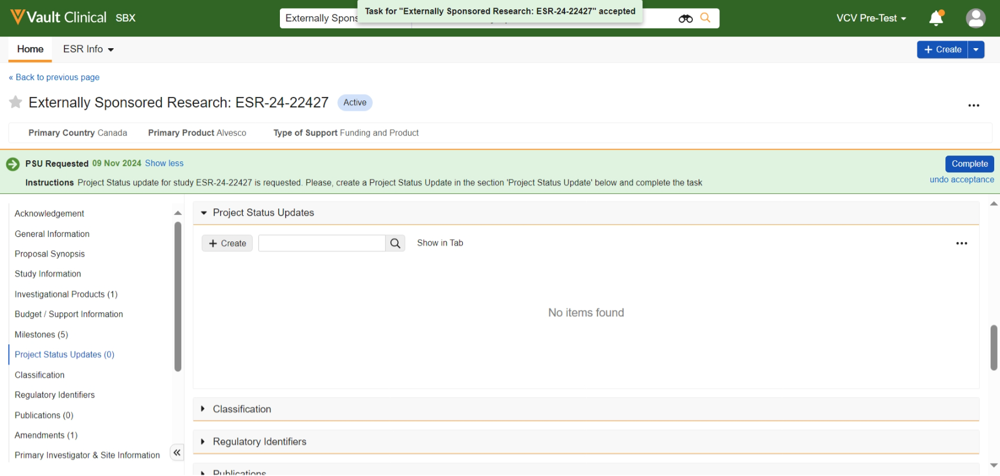 Vault Clinical SBX
Externally Spons
Task for "Externally Sponsored Research: ESR-24-22427" accepted
VCV Pre-Test
Home
ESR Info
+ Create
« Back to previous page
Externally Sponsored Research: ESR-24-22427 Active
...
Primary Country Canada Primary Product Alvesco Type of Support Funding and Product
PSU Requested 09 Nov 2024 Show less
Complete
Instructions Project Status update for study ESR-24-22427 is requested. Please, create a Project Status Update in the section 'Project Status Update' below and complete the task
undo acceptance
Acknowledgement
General Information
Proposal Synopsis
Study Information
Investigational Products (1)
Budget / Support Information
Milestones (5)
Project Status Updates (0)
Classification
Regulatory Identifiers
Publications (0)
Amendments (1)
Primary Investigator & Site Information
«
Project Status Updates
+ Create
Show in Tab
...
No items found
Classification
Regulatory Identifiers
Publications